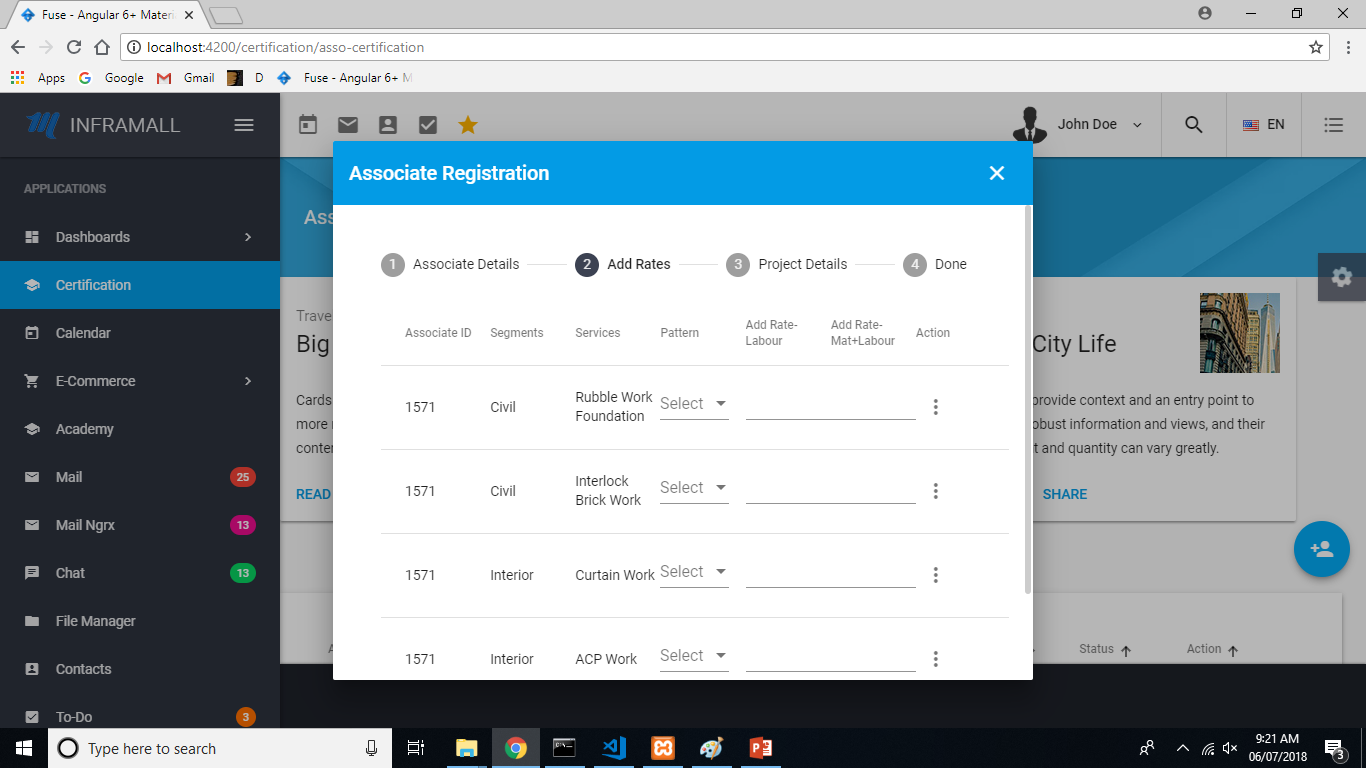 Fuse - Angular 6+ Materi
localhost:4200/certification/asso-certification
Apps Google Gmail D Fuse - Angular 6+ M
INFRAMALL
John Doe
EN
APPLICATIONS
Dashboards
Certification
Calendar
E-Commerce
Academy
Mail 25
Mail Ngrx 13
Chat 13
File Manager
Contacts
To-Do 3
Ass
Trave
Big
Cards
more
conte
READ
City Life
provide context and an entry point to
obust information and views, and their
t and quantity can vary greatly.
SHARE
A
Status
Action
Associate Registration
1 Associate Details 2 Add Rates 3 Project Details 4 Done
Associate ID Segments Services Pattern Add Rate-Labour Add Rate-Mat+Labour Action
1571 Civil Rubble Work Foundation Select
1571 Civil Interlock Brick Work Select
1571 Interior Curtain Work Select
1571 Interior ACP Work Select
Type here to search
9:21 AM
06/07/2018
3